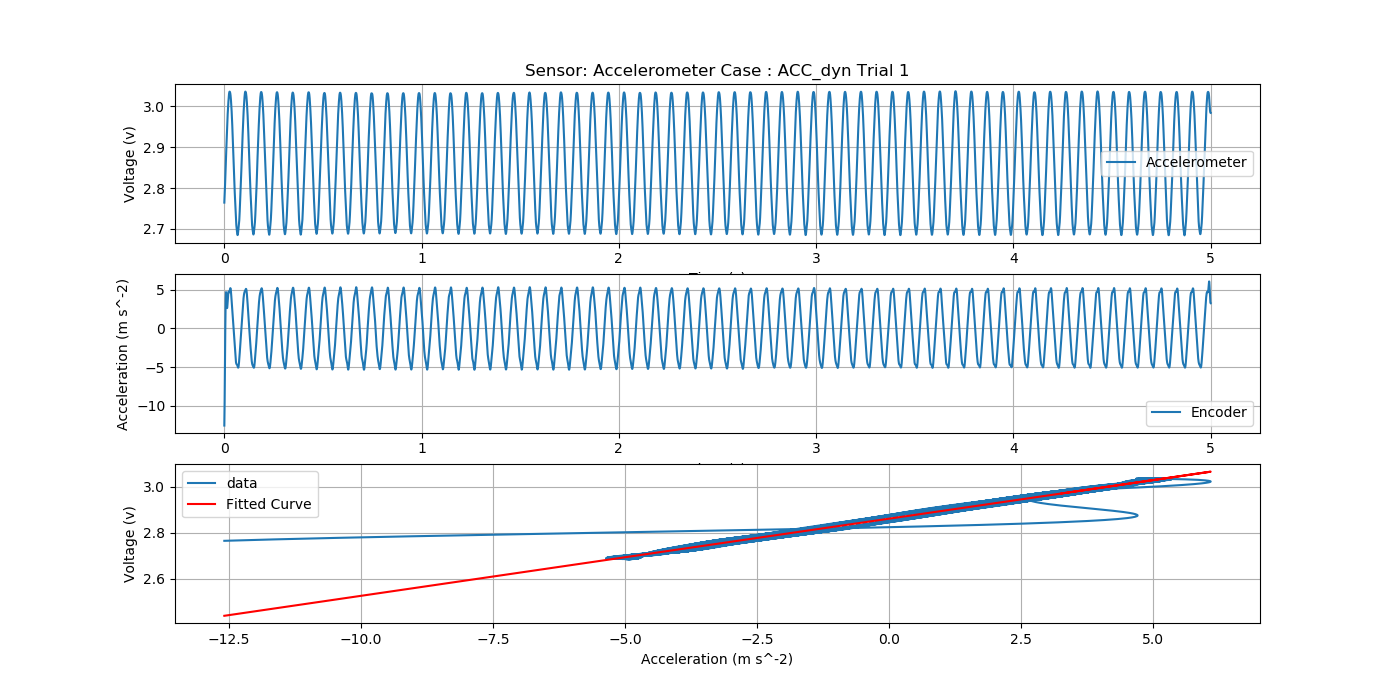 Sensor: Accelerometer Case : ACC_dyn Trial 1
3.0
2.9
2.8
2.7
Voltage (v)
Accelerometer
0 1 2 3 4 5
5
0
−5
−10
Acceleration (m s^-2)
Encoder
0 1 2 3 4 5
3.0
2.8
2.6
Voltage (v)
data
Fitted Curve
−12.5 −10.0 −7.5 −5.0 −2.5 0.0 2.5 5.0
Acceleration (m s^-2)